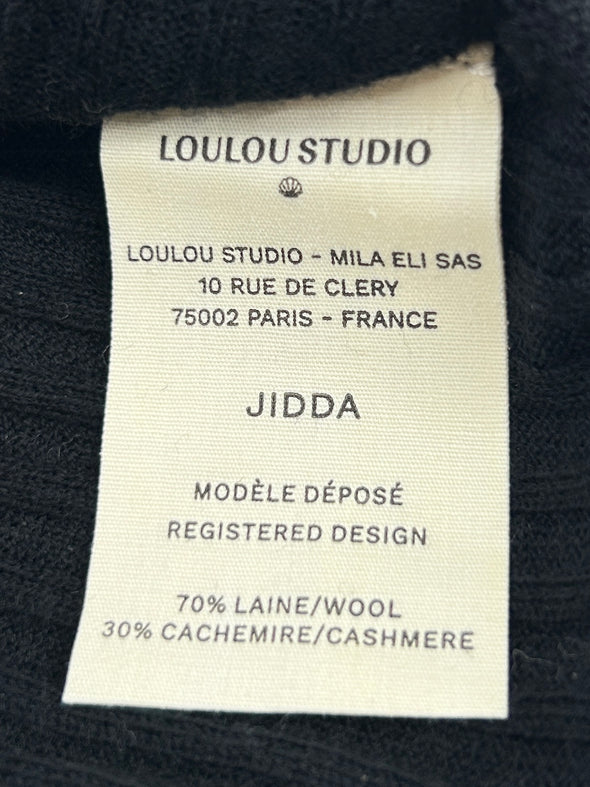 LOULOU STUDIO
LOULOU STUDIO - MILA ELI SAS
10 RUE DE CLERY
75002 PARIS - FRANCE
JIDDA
MODÈLE DÉPOSÉ
REGISTERED DESIGN
70% LAINE/WOOL
30% CACHEMIRE/CASHMERE